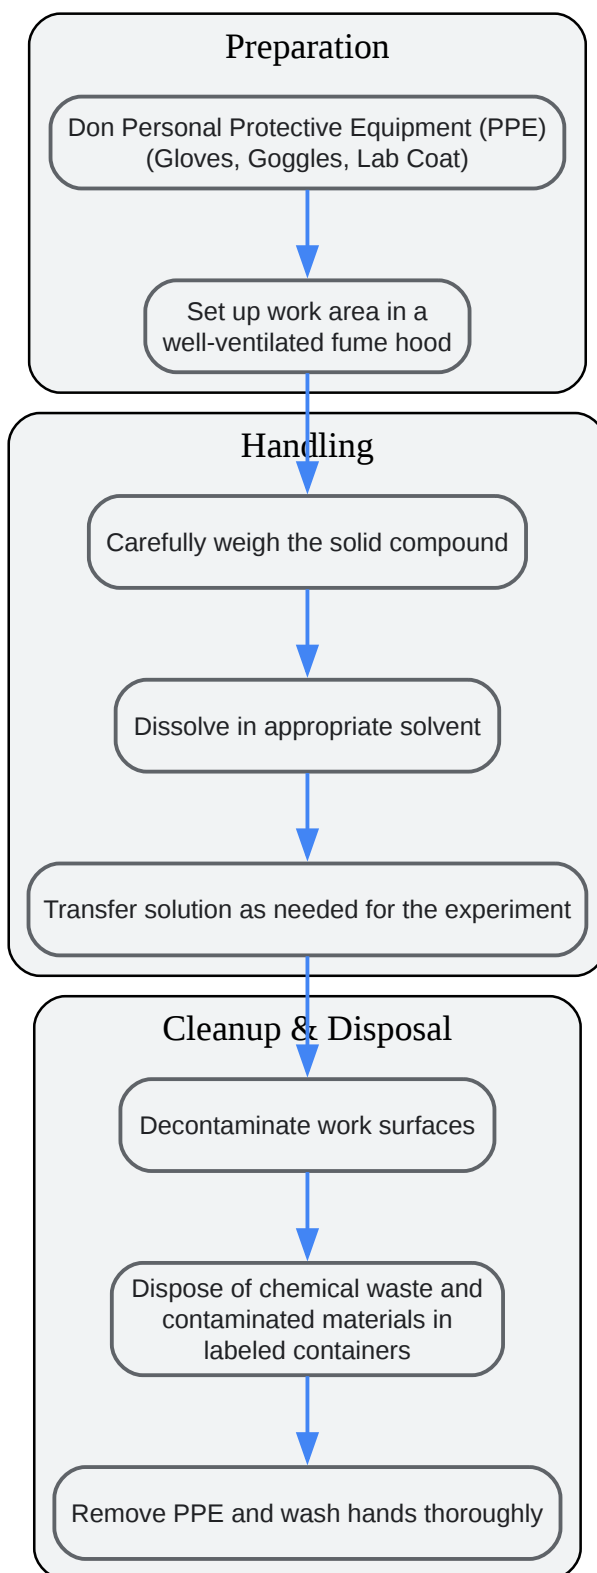 Preparation
Don Personal Protective Equipment (PPE)
(Gloves, Goggles, Lab Coat)
Set up work area in a
well-ventilated fume hood
Handling
Carefully weigh the solid compound
Dissolve in appropriate solvent
Transfer solution as needed for the experiment
Cleanup & Disposal
Decontaminate work surfaces
Dispose of chemical waste and
contaminated materials in
labeled containers
Remove PPE and wash hands thoroughly